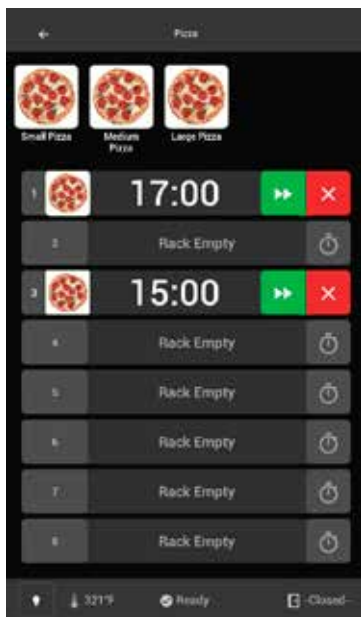 Pizza
Small Pizza
Medium
Pizza
Large Pizza
1
17:00
2
Rack Empty
3
15:00
4
Rack Empty
5
Rack Empty
6
Rack Empty
7
Rack Empty
8
Rack Empty
321°F
Ready
-Closed-